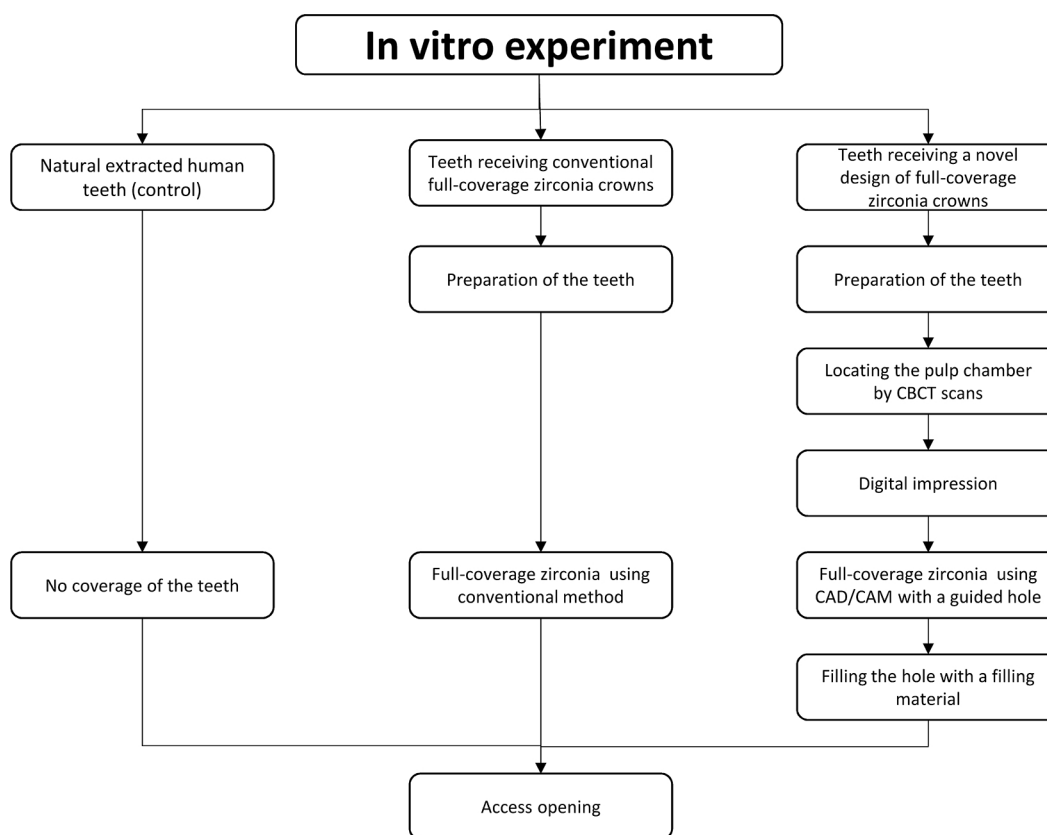 In vitro experiment
Natural extracted human
teeth (control)
Teeth receiving conventional
full-coverage zirconia crowns
Teeth receiving a novel
design of full-coverage
zirconia crowns
Preparation of the teeth
Preparation of the teeth
Locating the pulp chamber
by CBCT scans
Digital impression
No coverage of the teeth
Full-coverage zirconia using
conventional method
Full-coverage zirconia using
CAD/CAM with a guided hole
Filling the hole with a filling
material
Access opening